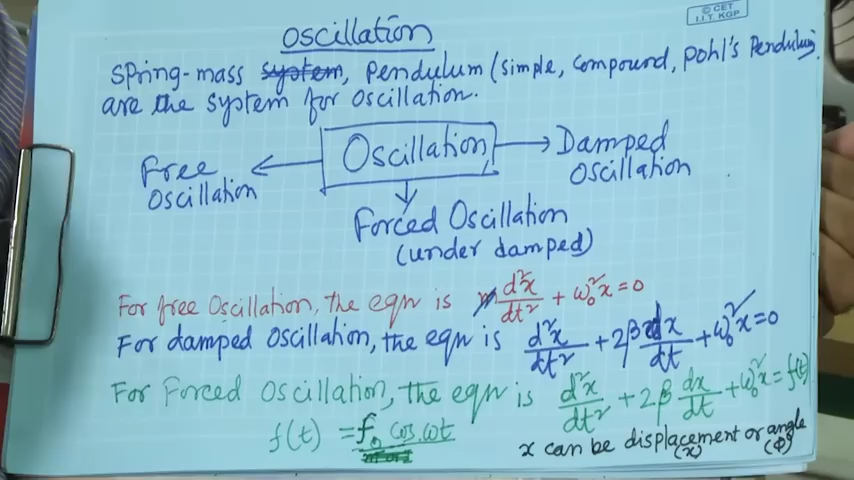 © CET
I.I.T. KGP
Oscillation
Spring-mass system, Pendulum (simple, compound, Pohl's Pendulum)
are the system for oscillation.
Oscillation
Free
Oscillation
Damped
Oscillation
Forced Oscillation
(under damped)
For free Oscillation, the eqn is m d²x/dt² + ω₀²x = 0
For damped Oscillation, the eqn is d²x/dt² + 2β dx/dt + ω₀²x = 0
For Forced Oscillation, the eqn is d²x/dt² + 2β dx/dt + ω₀²x = f(t)
f(t) = f₀ cos ωt
x can be displacement or angle
(x) (Φ)